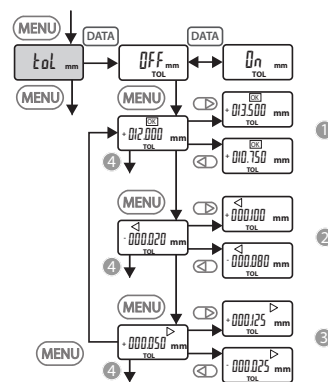 MENU
DATA
DATA
toL mm
OFF mm
TOL
On mm
TOL
MENU
MENU
OK
+ 012.000 mm
TOL
OK
+ 013.500 mm
TOL
1
OK
+ 010.750 mm
TOL
4
MENU
- 000.020 mm
TOL
+ 000.100 mm
TOL
2
- 000.080 mm
TOL
4
MENU
+ 000.050 mm
TOL
+ 000.125 mm
TOL
3
- 000.025 mm
TOL
MENU
4